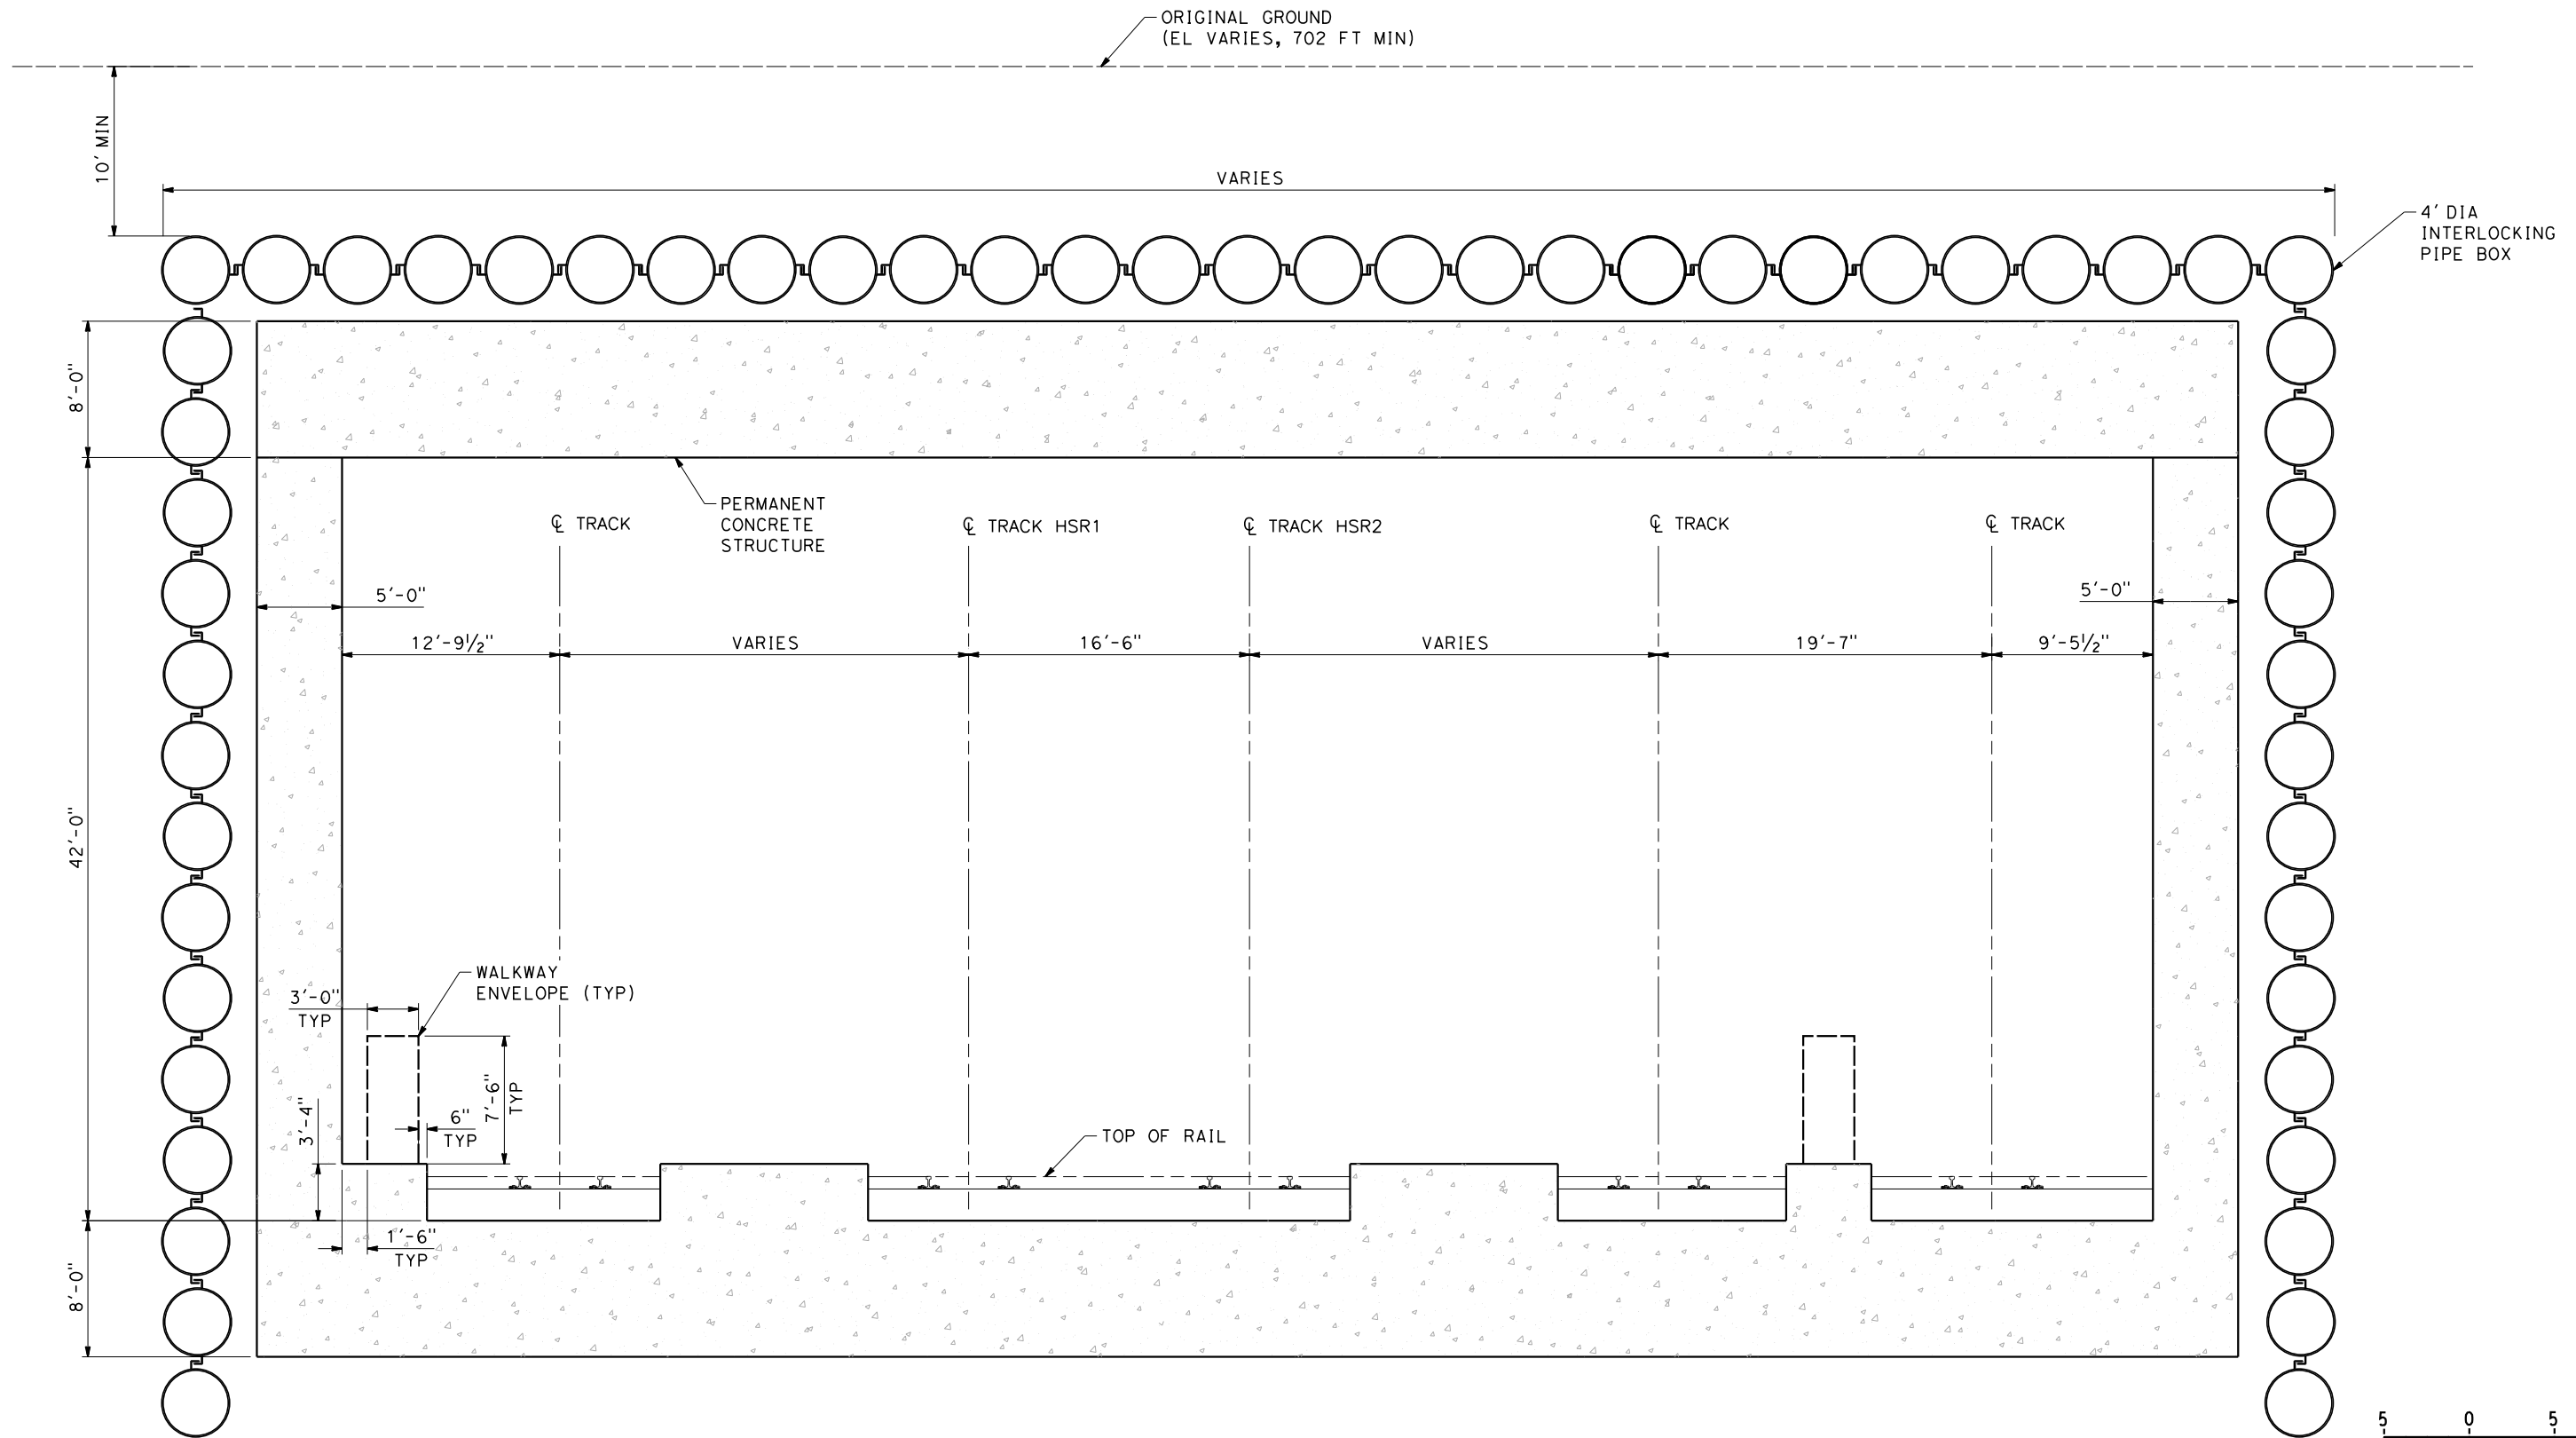 ORIGINAL GROUND
(EL VARIES, 702 FT MIN)
10' MIN
VARIES
4' DIA
INTERLOCKING
PIPE BOX
8'-0"
PERMANENT
CONCRETE
STRUCTURE
℄ TRACK
℄ TRACK HSR1
℄ TRACK HSR2
℄ TRACK
℄ TRACK
5'-0"
5'-0"
12'-9½"
VARIES
16'-6"
VARIES
19'-7"
9'-5½"
42'-0"
WALKWAY
ENVELOPE (TYP)
3'-0"
TYP
7'-6"
TYP
3'-4"
6"
TYP
TOP OF RAIL
1'-6"
TYP
8'-0"
5 0 5